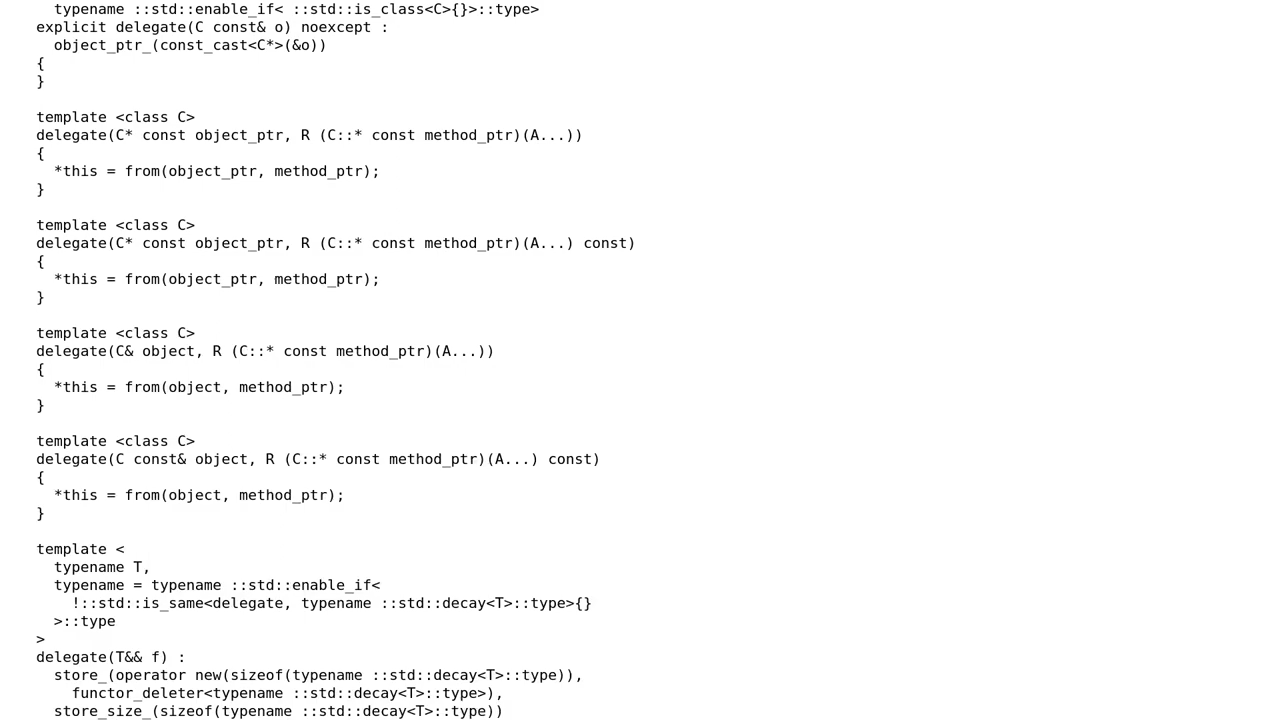 typename ::std::enable_if< ::std::is_class<C>{}>::type>
explicit delegate(C const& o) noexcept :
object_ptr_(const_cast<C*>(&o))
{
}
template <class C>
delegate(C* const object_ptr, R (C::* const method_ptr)(A...))
{
*this = from(object_ptr, method_ptr);
}
template <class C>
delegate(C* const object_ptr, R (C::* const method_ptr)(A...) const)
{
*this = from(object_ptr, method_ptr);
}
template <class C>
delegate(C& object, R (C::* const method_ptr)(A...))
{
*this = from(object, method_ptr);
}
template <class C>
delegate(C const& object, R (C::* const method_ptr)(A...) const)
{
*this = from(object, method_ptr);
}
template <
typename T,
typename = typename ::std::enable_if<
!::std::is_same<delegate, typename ::std::decay<T>::type>{}
>::type
>
delegate(T&& f) :
store_(operator new(sizeof(typename ::std::decay<T>::type)),
functor_deleter<typename ::std::decay<T>::type>),
store_size_(sizeof(typename ::std::decay<T>::type))